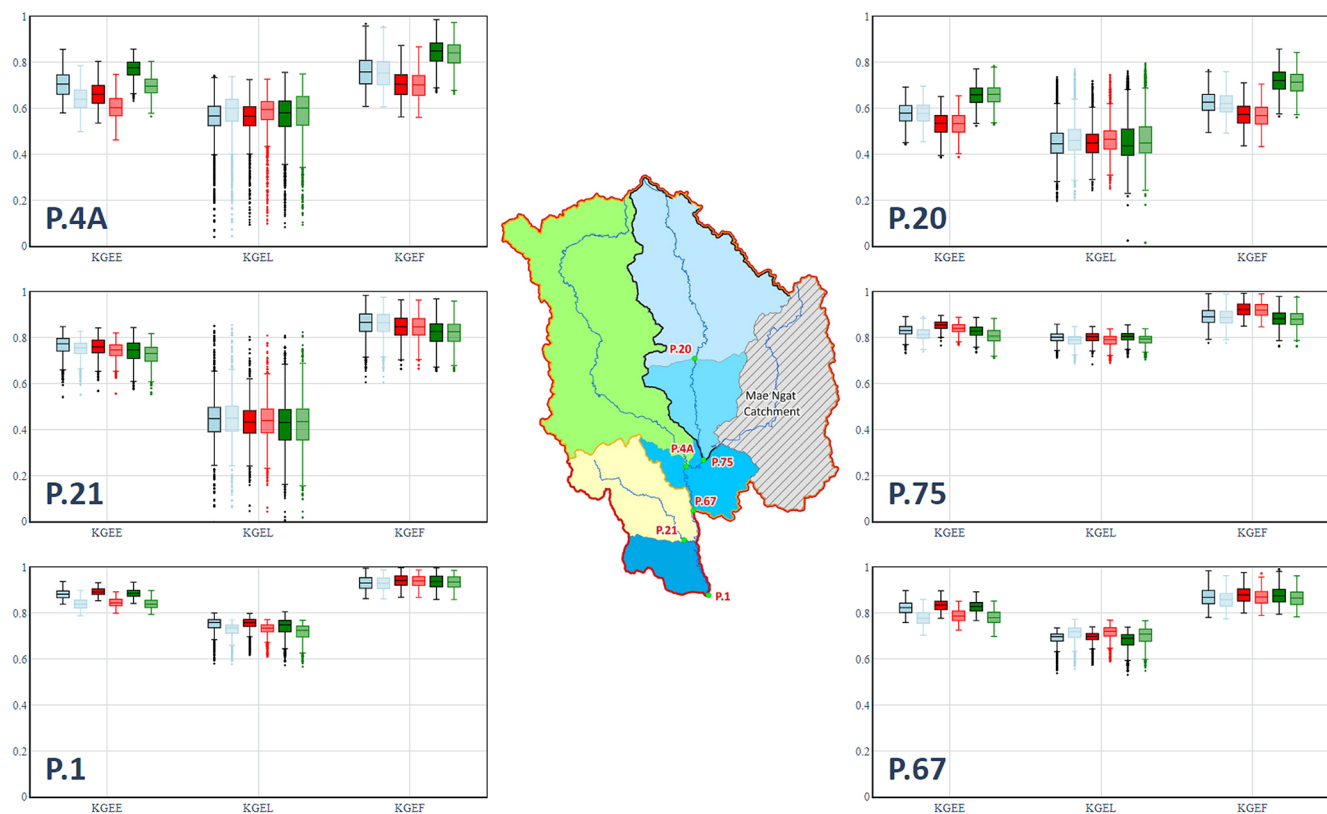 1
0.8
0.6
0.4
0.2
0
P.4A
KGEE
KGEL
KGEF
1
0.8
0.6
0.4
0.2
0
P.21
KGEE
KGEL
KGEF
1
0.8
0.6
0.4
0.2
0
P.1
KGEE
KGEL
KGEF
P.20
Mae Ngat
Catchment
P.4A
P.75
P.67
P.21
P.1
1
0.8
0.6
0.4
0.2
0
P.20
KGEE
KGEL
KGEF
1
0.8
0.6
0.4
0.2
0
P.75
KGEE
KGEL
KGEF
1
0.8
0.6
0.4
0.2
0
P.67
KGEE
KGEL
KGEF